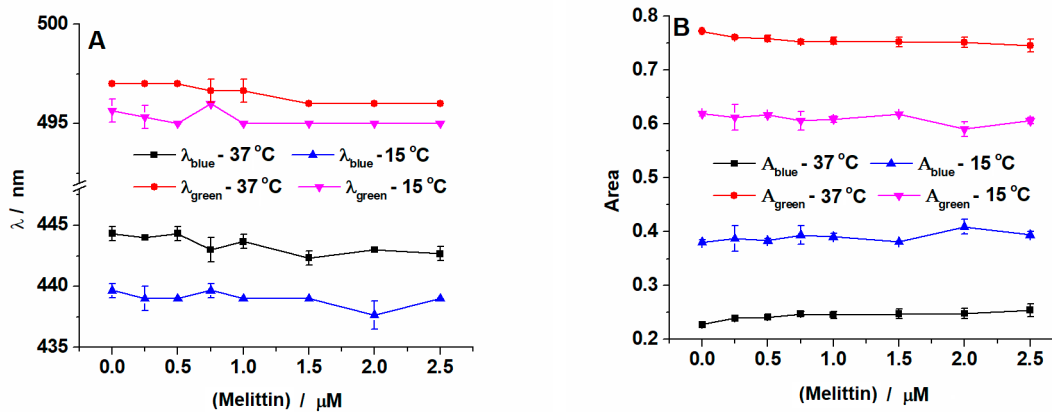 A
500
495
445
440
435
λ / nm
λblue - 37 °C
λblue - 15 °C
λgreen - 37 °C
λgreen - 15 °C
0.0 0.5 1.0 1.5 2.0 2.5
(Melittin) / μM
B
0.8
0.7
0.6
0.5
0.4
0.3
0.2
Area
Ablue - 37 °C
Ablue - 15 °C
Agreen - 37 °C
Agreen - 15 °C
0.0 0.5 1.0 1.5 2.0 2.5
(Melittin) / μM